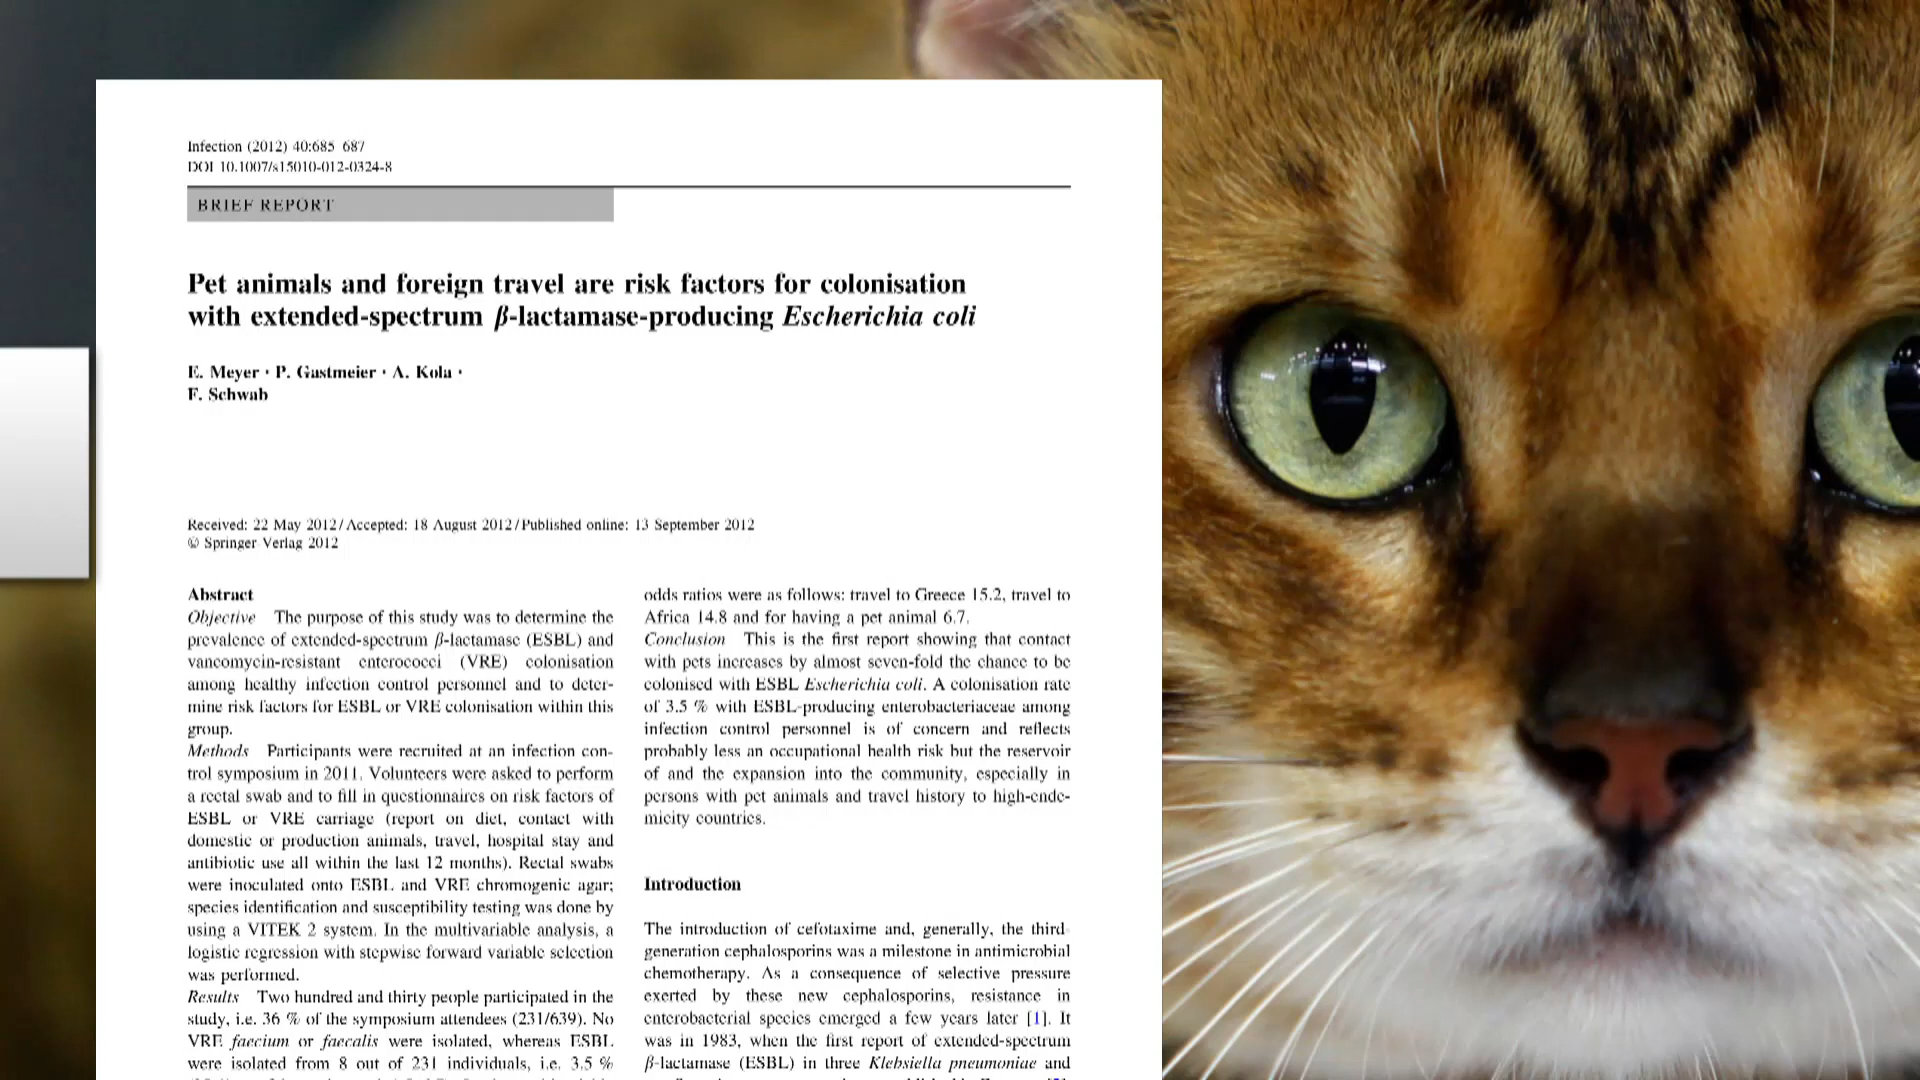 Infection (2012) 40:685 687
DOI 10.1007/s15010-012-0324-8
BRIEF REPORT
Pet animals and foreign travel are risk factors for colonisation
with extended-spectrum β-lactamase-producing Escherichia coli
E. Meyer · P. Gastmeier · A. Kola ·
F. Schwab
Received: 22 May 2012 / Accepted: 18 August 2012 / Published online: 13 September 2012
© Springer Verlag 2012
Abstract
Objective The purpose of this study was to determine the
prevalence of extended-spectrum β-lactamase (ESBL) and
vancomycin-resistant enterococci (VRE) colonisation
among healthy infection control personnel and to deter-
mine risk factors for ESBL or VRE colonisation within this
group.
Methods Participants were recruited at an infection con-
trol symposium in 2011. Volunteers were asked to perform
a rectal swab and to fill in questionnaires on risk factors of
ESBL or VRE carriage (report on diet, contact with
domestic or production animals, travel, hospital stay and
antibiotic use all within the last 12 months). Rectal swabs
were inoculated onto ESBL and VRE chromogenic agar;
species identification and susceptibility testing was done by
using a VITEK 2 system. In the multivariable analysis, a
logistic regression with stepwise forward variable selection
was performed.
Results Two hundred and thirty people participated in the
study, i.e. 36 % of the symposium attendees (231/639). No
VRE faecium or faecalis were isolated, whereas ESBL
were isolated from 8 out of 231 individuals, i.e. 3.5 %
odds ratios were as follows: travel to Greece 15.2, travel to
Africa 14.8 and for having a pet animal 6.7.
Conclusion This is the first report showing that contact
with pets increases by almost seven-fold the chance to be
colonised with ESBL Escherichia coli. A colonisation rate
of 3.5 % with ESBL-producing enterobacteriaceae among
infection control personnel is of concern and reflects
probably less an occupational health risk but the reservoir
of and the expansion into the community, especially in
persons with pet animals and travel history to high-ende-
micity countries.
Introduction
The introduction of cefotaxime and, generally, the third
generation cephalosporins was a milestone in antimicrobial
chemotherapy. As a consequence of selective pressure
exerted by these new cephalosporins, resistance in
enterobacterial species emerged a few years later [1]. It
was in 1983, when the first report of extended-spectrum
β-lactamase (ESBL) in three Klebsiella pneumoniae and